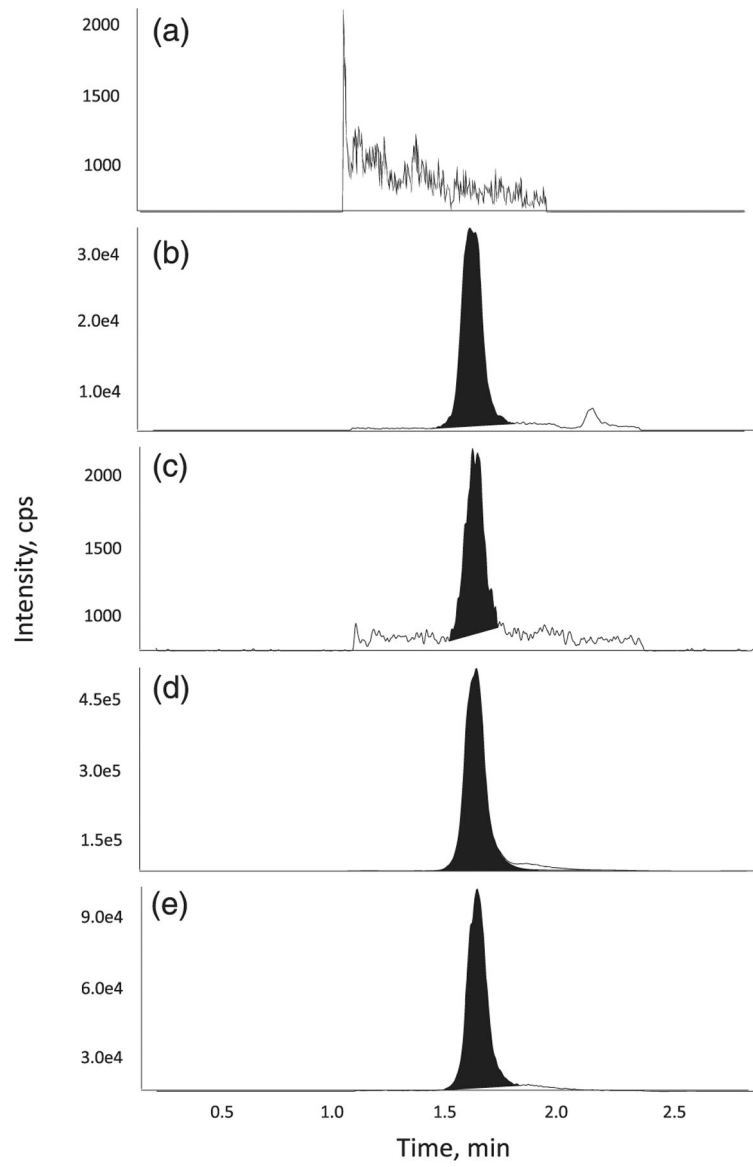 (a)
2000
1500
1000
(b)
3.0e4
2.0e4
1.0e4
(c)
2000
1500
1000
Intensity, cps
(d)
4.5e5
3.0e5
1.5e5
(e)
9.0e4
6.0e4
3.0e4
0.5 1.0 1.5 2.0 2.5
Time, min